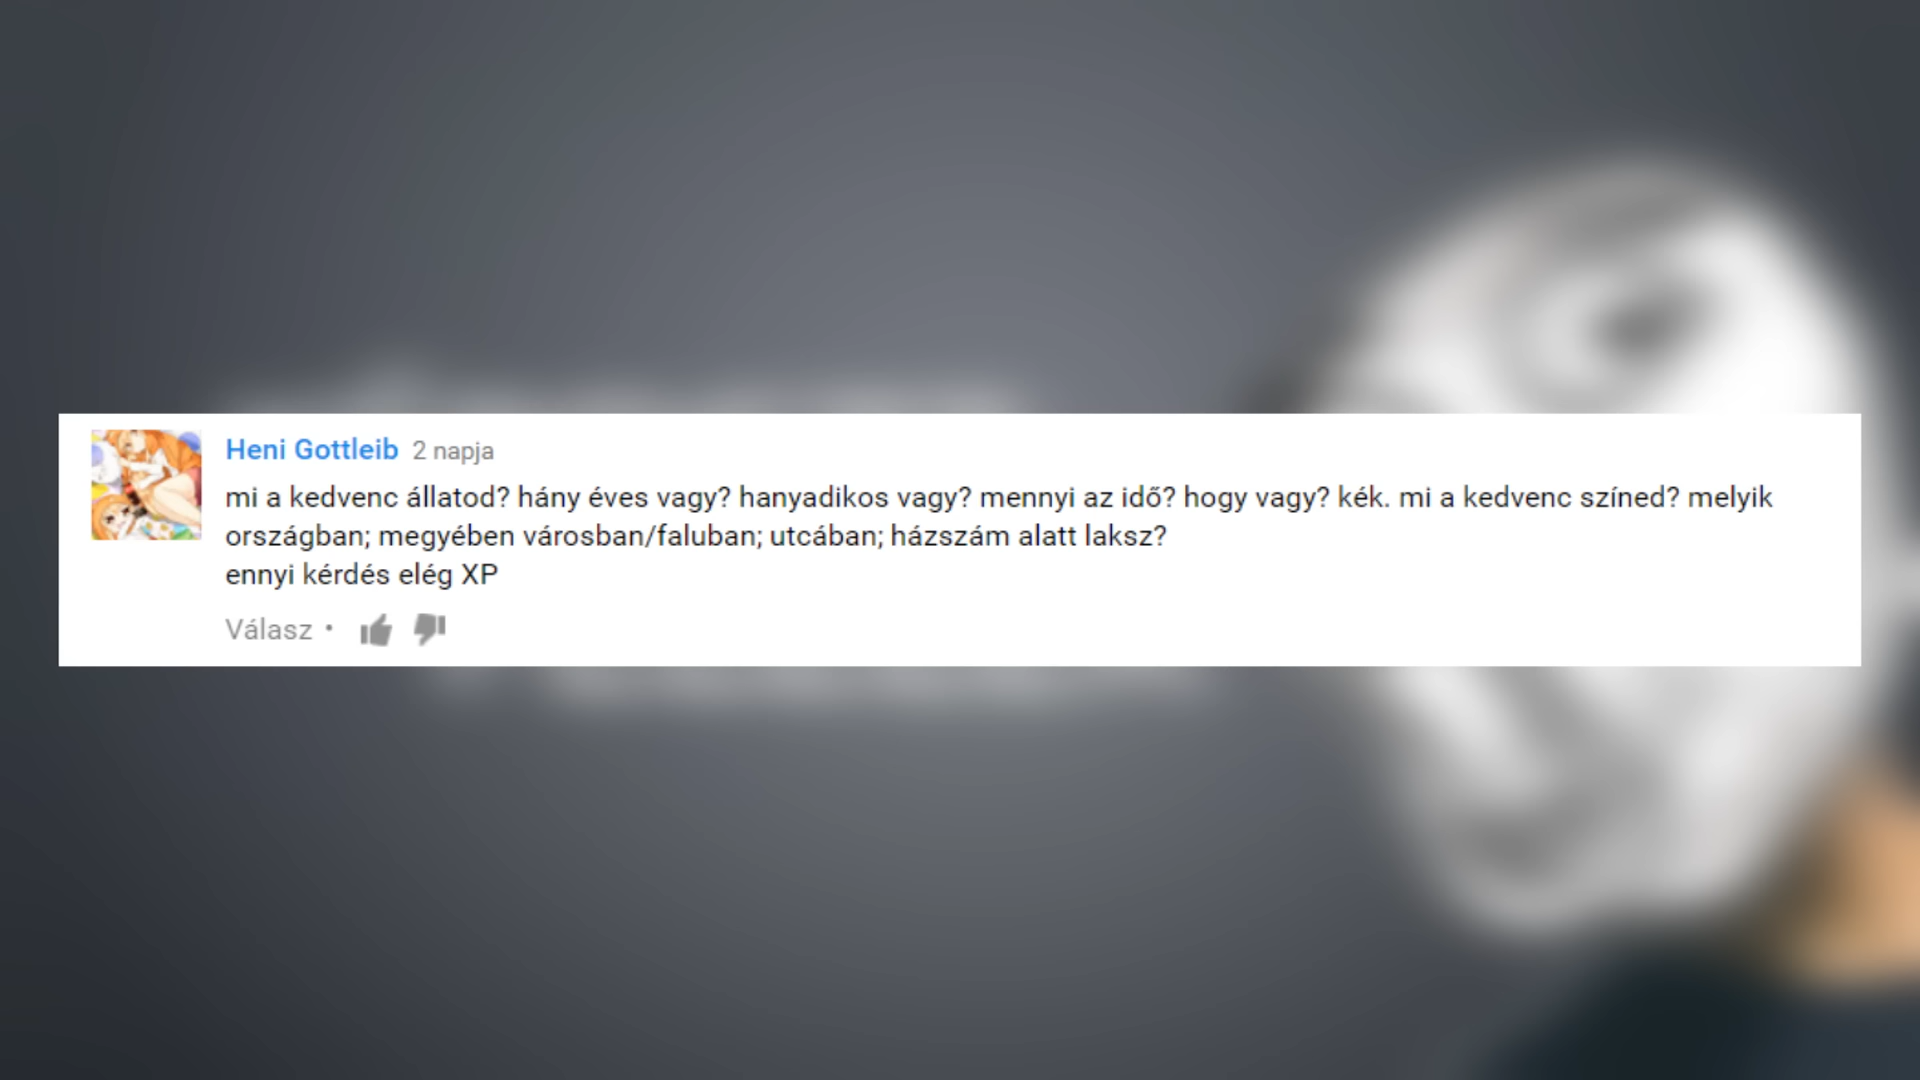 Heni Gottleib 2 napja
mi a kedvenc állatod? hány éves vagy? hanyadikos vagy? mennyi az idő? hogy vagy? kék. mi a kedvenc színed? melyik
országban; megyében városban/faluban; utcában; házszám alatt laksz?
ennyi kérdés elég XP
Válasz •